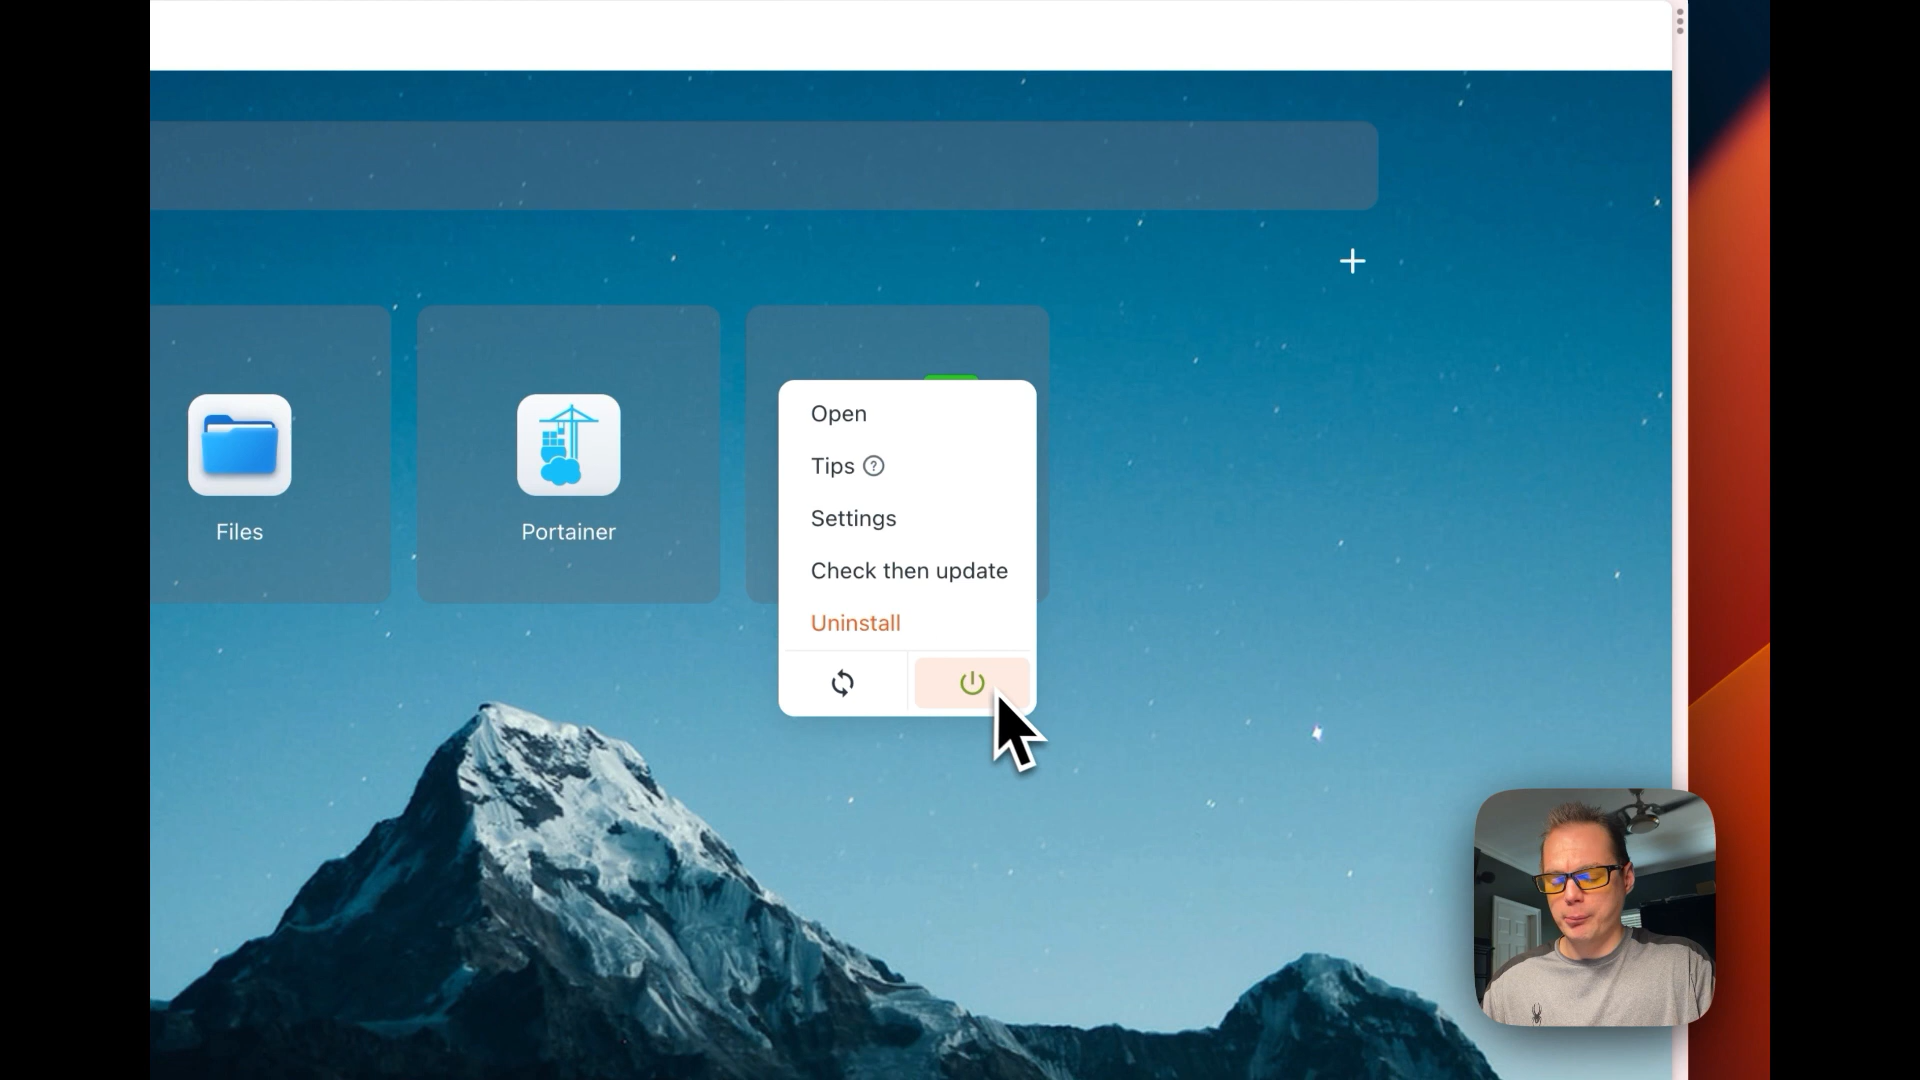 Open
Tips ?
Settings
Check then update
Uninstall
Files
Portainer